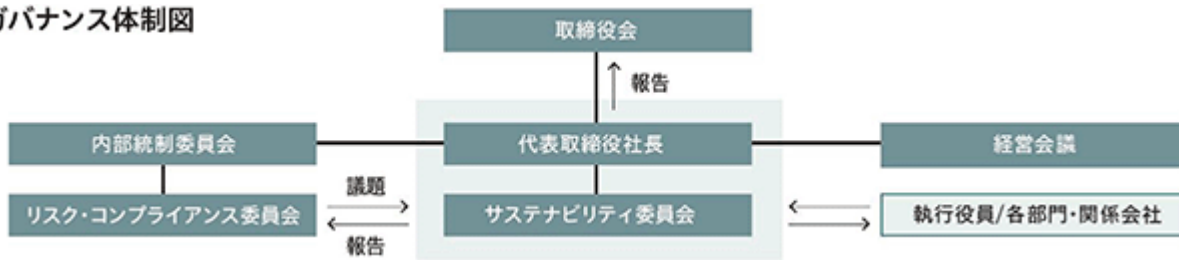 ガバナンス体制図
取締役会
報告
内部統制委員会
代表取締役社長
経営会議
リスク・コンプライアンス委員会
議題
報告
サステナビリティ委員会
執行役員/各部門・関係会社